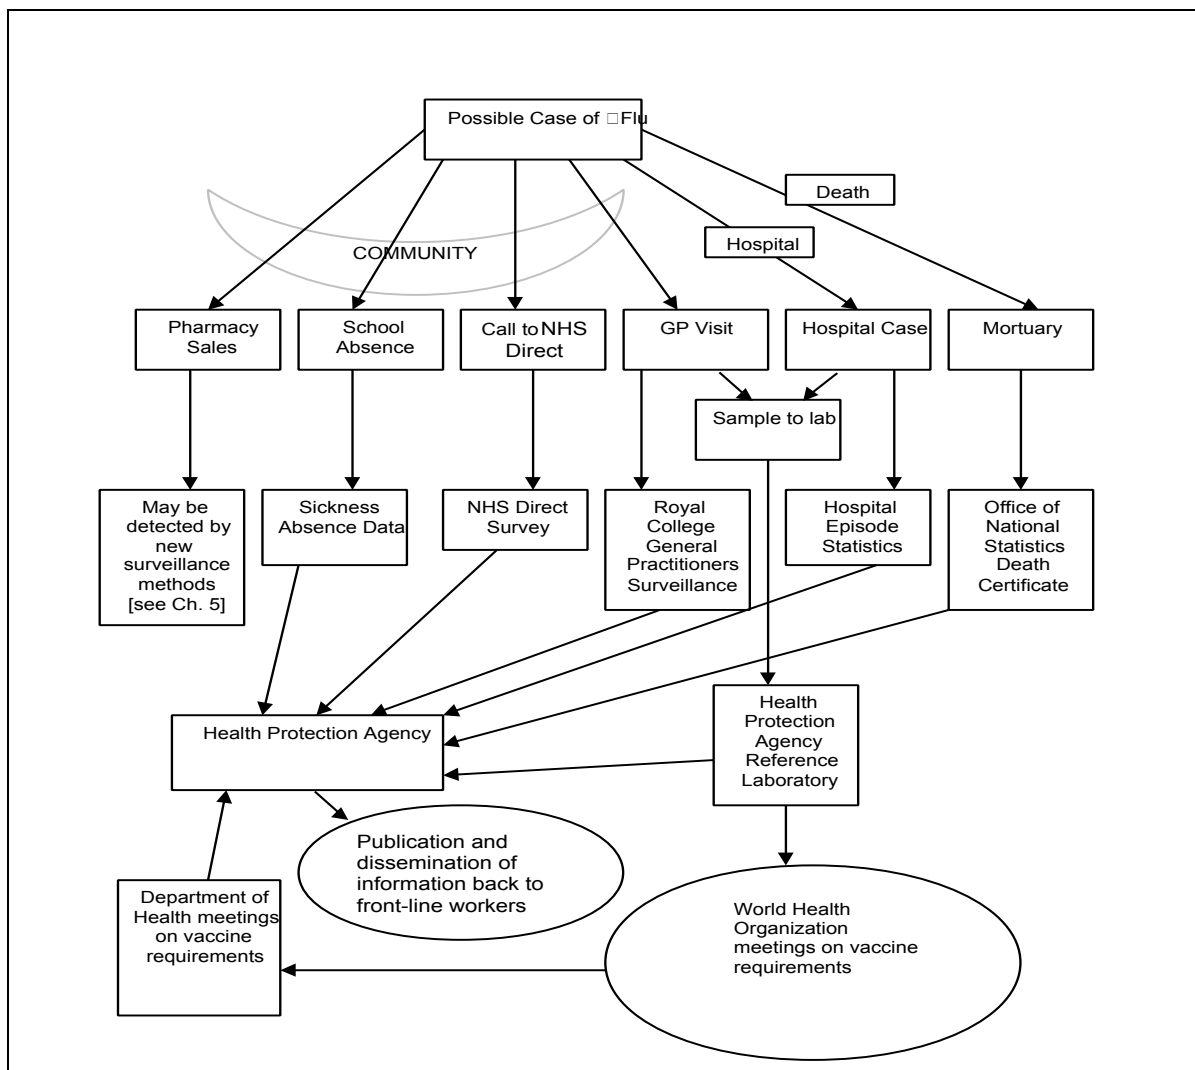 Possible Case of □Flu
Death
Hospital
COMMUNITY
Pharmacy
Sales
School
Absence
Call to NHS
Direct
GP Visit
Hospital Case
Mortuary
Sample to lab
May be
detected by
new
surveillance
methods
[see Ch. 5]
Sickness
Absence Data
NHS Direct
Survey
Royal
College
General
Practitioners
Surveillance
Hospital
Episode
Statistics
Office of
National
Statistics
Death
Certificate
Health Protection Agency
Health
Protection
Agency
Reference
Laboratory
Publication and
dissemination of
information back to
front-line workers
Department of
Health meetings
on vaccine
requirements
World Health
Organization
meetings on vaccine
requirements